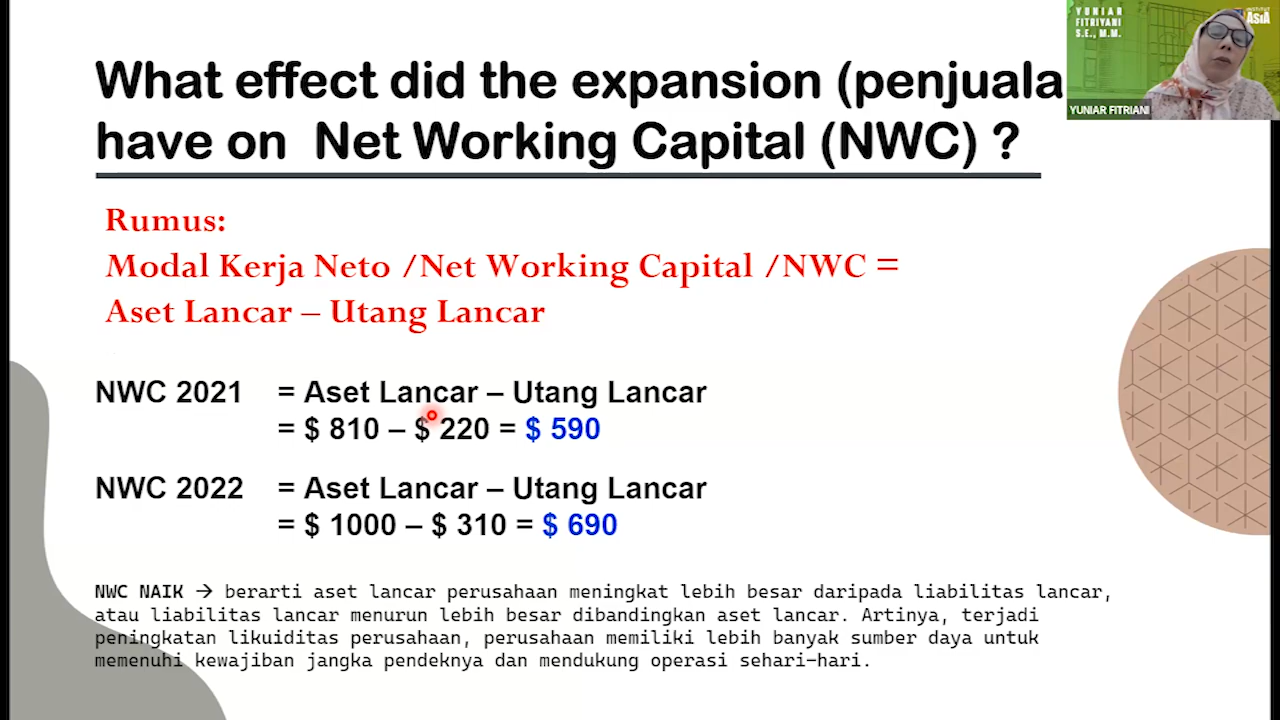 What effect did the expansion (penjuala
have on Net Working Capital (NWC) ?
YUNIAR
FITRIYANI
S.E., M.M.
INSTITUT
ASIA
YUNIAR FITRIANI
Rumus:
Modal Kerja Neto /Net Working Capital /NWC =
Aset Lancar – Utang Lancar
NWC 2021 = Aset Lancar – Utang Lancar
= $ 810 – $ 220 = $ 590
NWC 2022 = Aset Lancar – Utang Lancar
= $ 1000 – $ 310 = $ 690
NWC NAIK → berarti aset lancar perusahaan meningkat lebih besar daripada liabilitas lancar,
atau liabilitas lancar menurun lebih besar dibandingkan aset lancar. Artinya, terjadi
peningkatan likuiditas perusahaan, perusahaan memiliki lebih banyak sumber daya untuk
memenuhi kewajiban jangka pendeknya dan mendukung operasi sehari-hari.